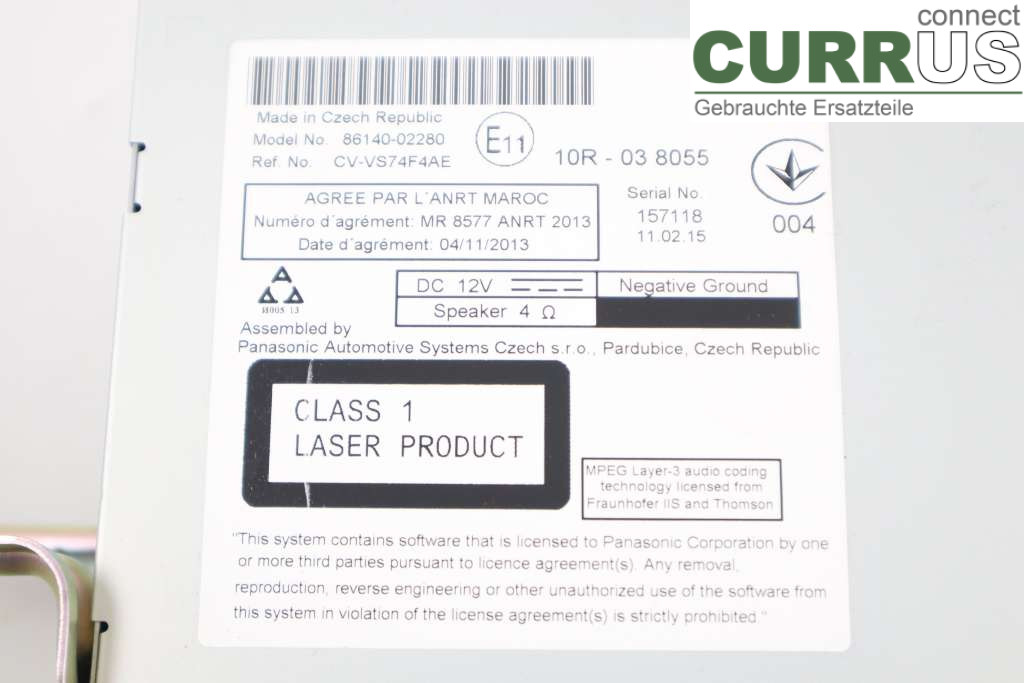 connect
CURRUS
Gebrauchte Ersatzteile
Made in Czech Republic
Model No. 86140-02280
Ref. No. CV-VS74F4AE
E11
10R - 03 8055
004
AGREE PAR L´ANRT MAROC
Numéro d´agrément: MR 8577 ANRT 2013
Date d´agrément: 04/11/2013
Serial No.
157118
11.02.15
DC 12V
Negative Ground
Speaker 4 Ω
Assembled by
Panasonic Automotive Systems Czech s.r.o., Pardubice, Czech Republic
CLASS 1
LASER PRODUCT
MPEG Layer-3 audio coding
technology licensed from
Fraunhofer IIS and Thomson
"This system contains software that is licensed to Panasonic Corporation by one
or more third parties pursuant to licence agreement(s). Any removal,
reproduction, reverse engineering or other unauthorized use of the software from
this system in violation of the license agreement(s) is strictly prohibited."